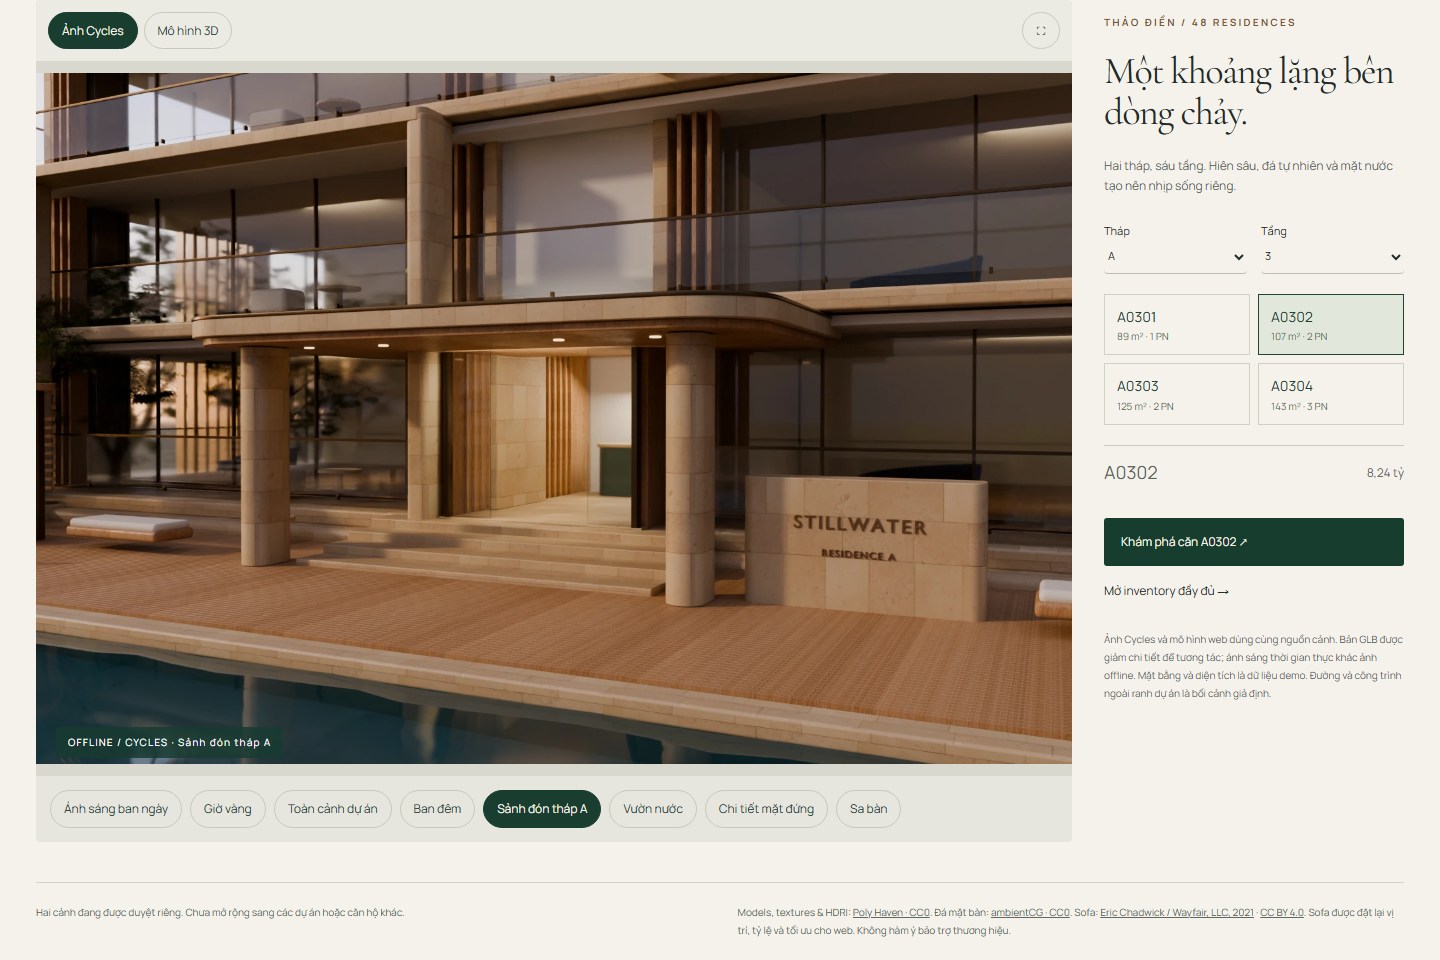 Ảnh Cycles
Mô hình 3D
STILLWATER
RESIDENCE A
OFFLINE / CYCLES · Sảnh đón tháp A
Ánh sáng ban ngày
Giờ vàng
Toàn cảnh dự án
Ban đêm
Sảnh đón tháp A
Vườn nước
Chi tiết mặt đứng
Sa bàn
THẢO ĐIỀN / 48 RESIDENCES
Một khoảng lặng bên
dòng chảy.
Hai tháp, sáu tầng. Hiên sâu, đá tự nhiên và mặt nước
tạo nên nhịp sống riêng.
Tháp
Tầng
A
3
A0301
89 m² · 1 PN
A0302
107 m² · 2 PN
A0303
125 m² · 2 PN
A0304
143 m² · 3 PN
A0302
8,24 tỷ
Khám phá căn A0302 ↗
Mở inventory đầy đủ →
Ảnh Cycles và mô hình web dùng cùng nguồn cảnh. Bản GLB được
giảm chi tiết để tương tác; ánh sáng thời gian thực khác ảnh
offline. Mặt bằng và diện tích là dữ liệu demo. Đường và công trình
ngoài ranh dự án là bối cảnh giả định.
Hai cảnh đang được duyệt riêng. Chưa mở rộng sang các dự án hoặc căn hộ khác.
Models, textures & HDRI: Poly Haven · CC0. Đá mặt bàn: ambientCG · CC0. Sofa: Eric Chadwick / Wayfair, LLC, 2021 · CC BY 4.0. Sofa được đặt lại vị
trí, tỷ lệ và tối ưu cho web. Không hàm ý bảo trợ thương hiệu.